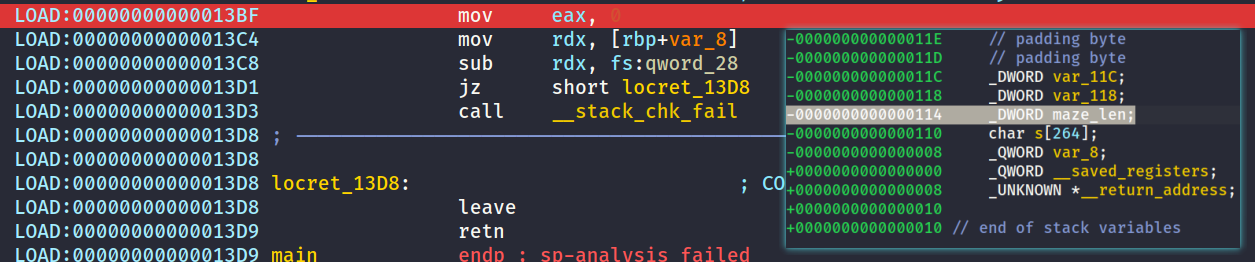 LOAD:00000000000013BF mov eax, 0
LOAD:00000000000013C4 mov rdx, [rbp+var_8]
LOAD:00000000000013C8 sub rdx, fs:qword_28
LOAD:00000000000013D1 jz short locret_13D8
LOAD:00000000000013D3 call __stack_chk_fail
LOAD:00000000000013D8 ;
LOAD:00000000000013D8
LOAD:00000000000013D8 locret_13D8: ; CO
LOAD:00000000000013D8 leave
LOAD:00000000000013D9 retn
LOAD:00000000000013D9 main endp ; sp-analysis failed
-000000000000011E // padding byte
-000000000000011D // padding byte
-000000000000011C _DWORD var_11C;
-0000000000000118 _DWORD var_118;
-0000000000000114 _DWORD maze_len;
-0000000000000110 char s[264];
-0000000000000008 _QWORD var_8;
+0000000000000000 _QWORD __saved_registers;
+0000000000000008 _UNKNOWN *__return_address;
+0000000000000010
+0000000000000010 // end of stack variables